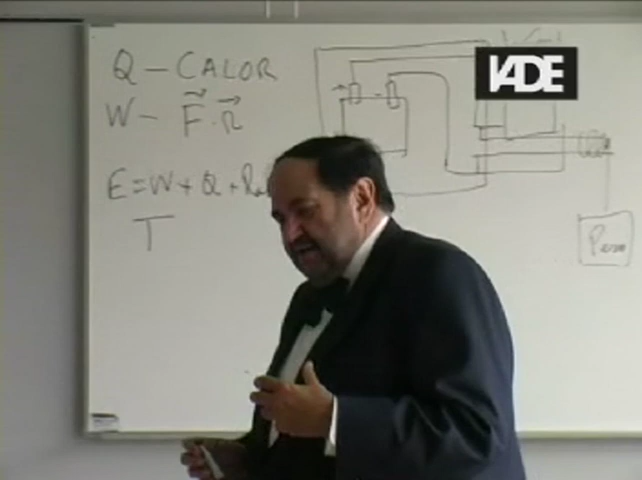 Q - CALOR
IADE
W - F . R
E = W + Q +
T